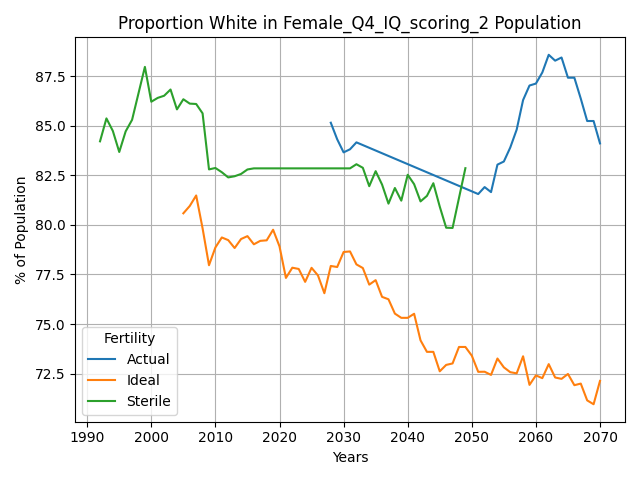 Proportion White in Female_Q4_IQ_scoring_2 Population
% of Population
87.5
85.0
82.5
80.0
77.5
75.0
72.5
Fertility
Actual
Ideal
Sterile
1990 2000 2010 2020 2030 2040 2050 2060 2070
Years